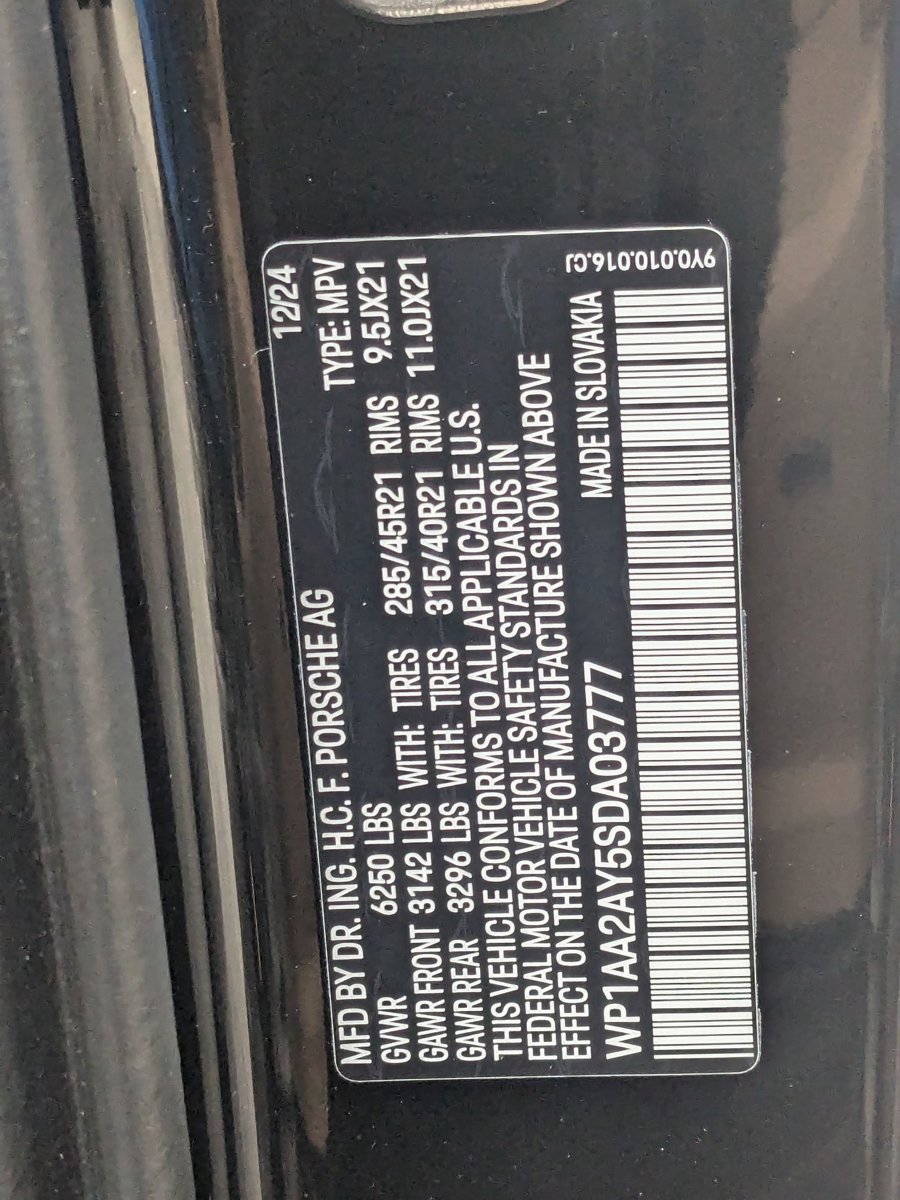 12/24
MFD BY DR. ING. H.C. F. PORSCHE AG TYPE: MPV
GVWR 6250 LBS
GAWR FRONT 3142 LBS WITH: TIRES 285/45R21 RIMS 9.5JX21
GAWR REAR 3296 LBS WITH: TIRES 315/40R21 RIMS 11.0JX21
THIS VEHICLE CONFORMS TO ALL APPLICABLE U.S.
FEDERAL MOTOR VEHICLE SAFETY STANDARDS IN
EFFECT ON THE DATE OF MANUFACTURE SHOWN ABOVE
WP1AA2AY5SDA03777 MADE IN SLOVAKIA
9Y0.010.016.CJ